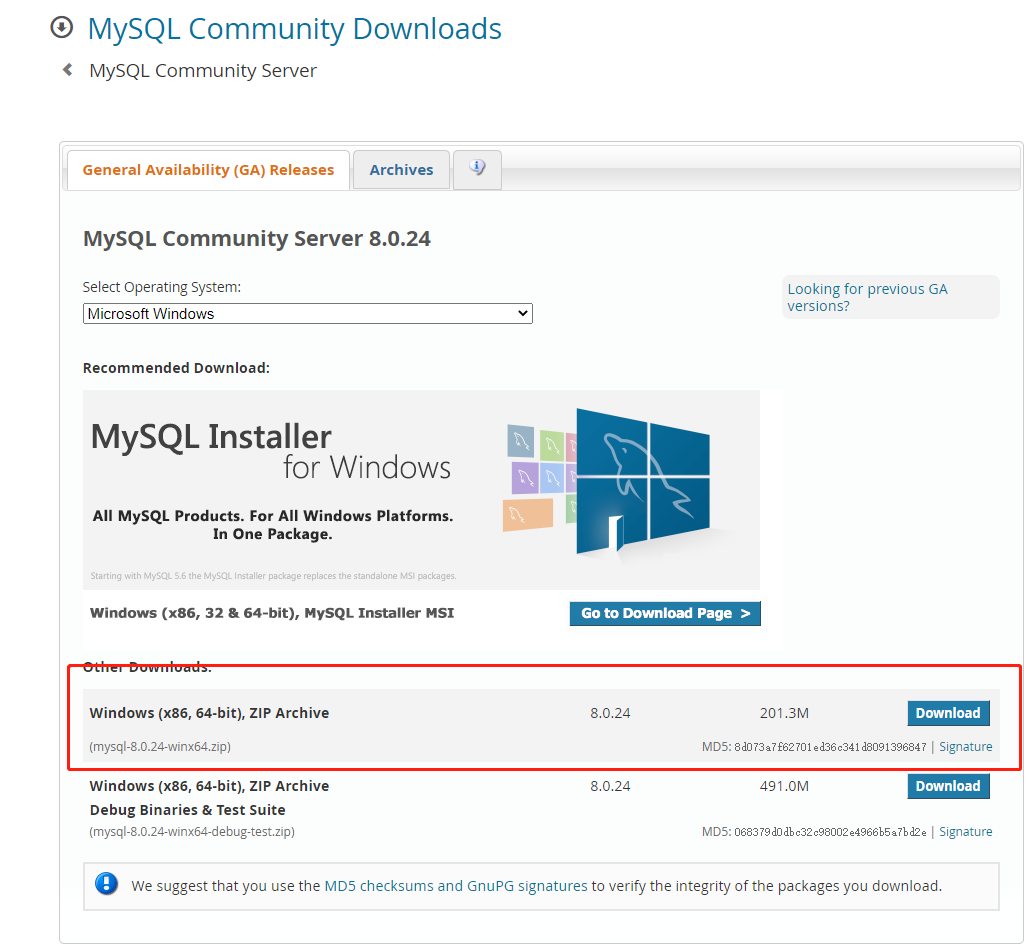 MySQL Community Downloads
MySQL Community Server
General Availability (GA) Releases
Archives
MySQL Community Server 8.0.24
Select Operating System:
Looking for previous GA
versions?
Microsoft Windows
Recommended Download:
MySQL Installer
for Windows
All MySQL Products. For All Windows Platforms.
In One Package.
Starting with MySQL 5.6 the MySQL Installer package replaces the standalone MSI packages.
Windows (x86, 32 & 64-bit), MySQL Installer MSI
Go to Download Page >
Other Downloads:
Windows (x86, 64-bit), ZIP Archive 8.0.24 201.3M Download
(mysql-8.0.24-winx64.zip) MD5: 8d073a7f62701ed36c341d8091396847 | Signature
Windows (x86, 64-bit), ZIP Archive 8.0.24 491.0M Download
Debug Binaries & Test Suite
(mysql-8.0.24-winx64-debug-test.zip) MD5: 068379d0dbc32c98002e4966b5a7bd2e | Signature
We suggest that you use the MD5 checksums and GnuPG signatures to verify the integrity of the packages you download.